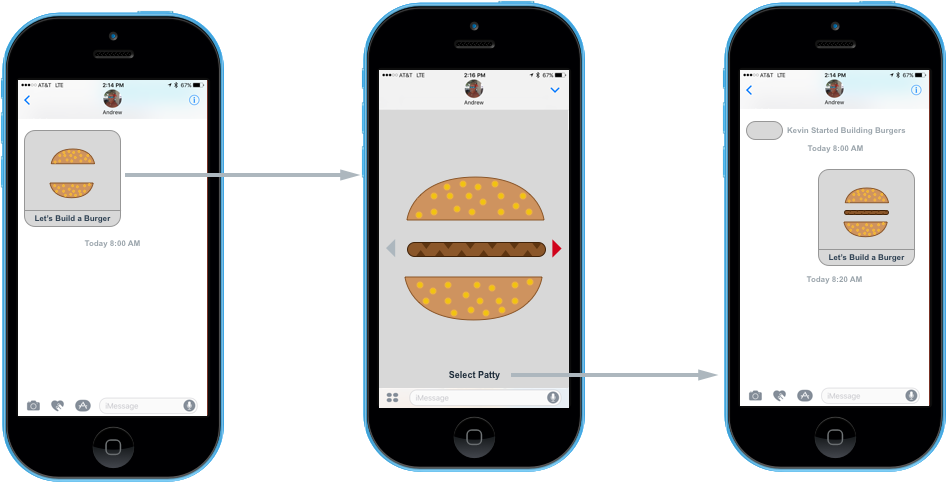 ●●●○○ AT&T LTE 2:14 PM 67%
Andrew
Let's Build a Burger
Today 8:00 AM
iMessage
●●●○○ AT&T LTE 2:16 PM 67%
Andrew
Select Patty
iMessage
●●●○○ AT&T LTE 2:14 PM 67%
Andrew
Kevin Started Building Burgers
Today 8:00 AM
Let's Build a Burger
Today 8:20 AM
iMessage